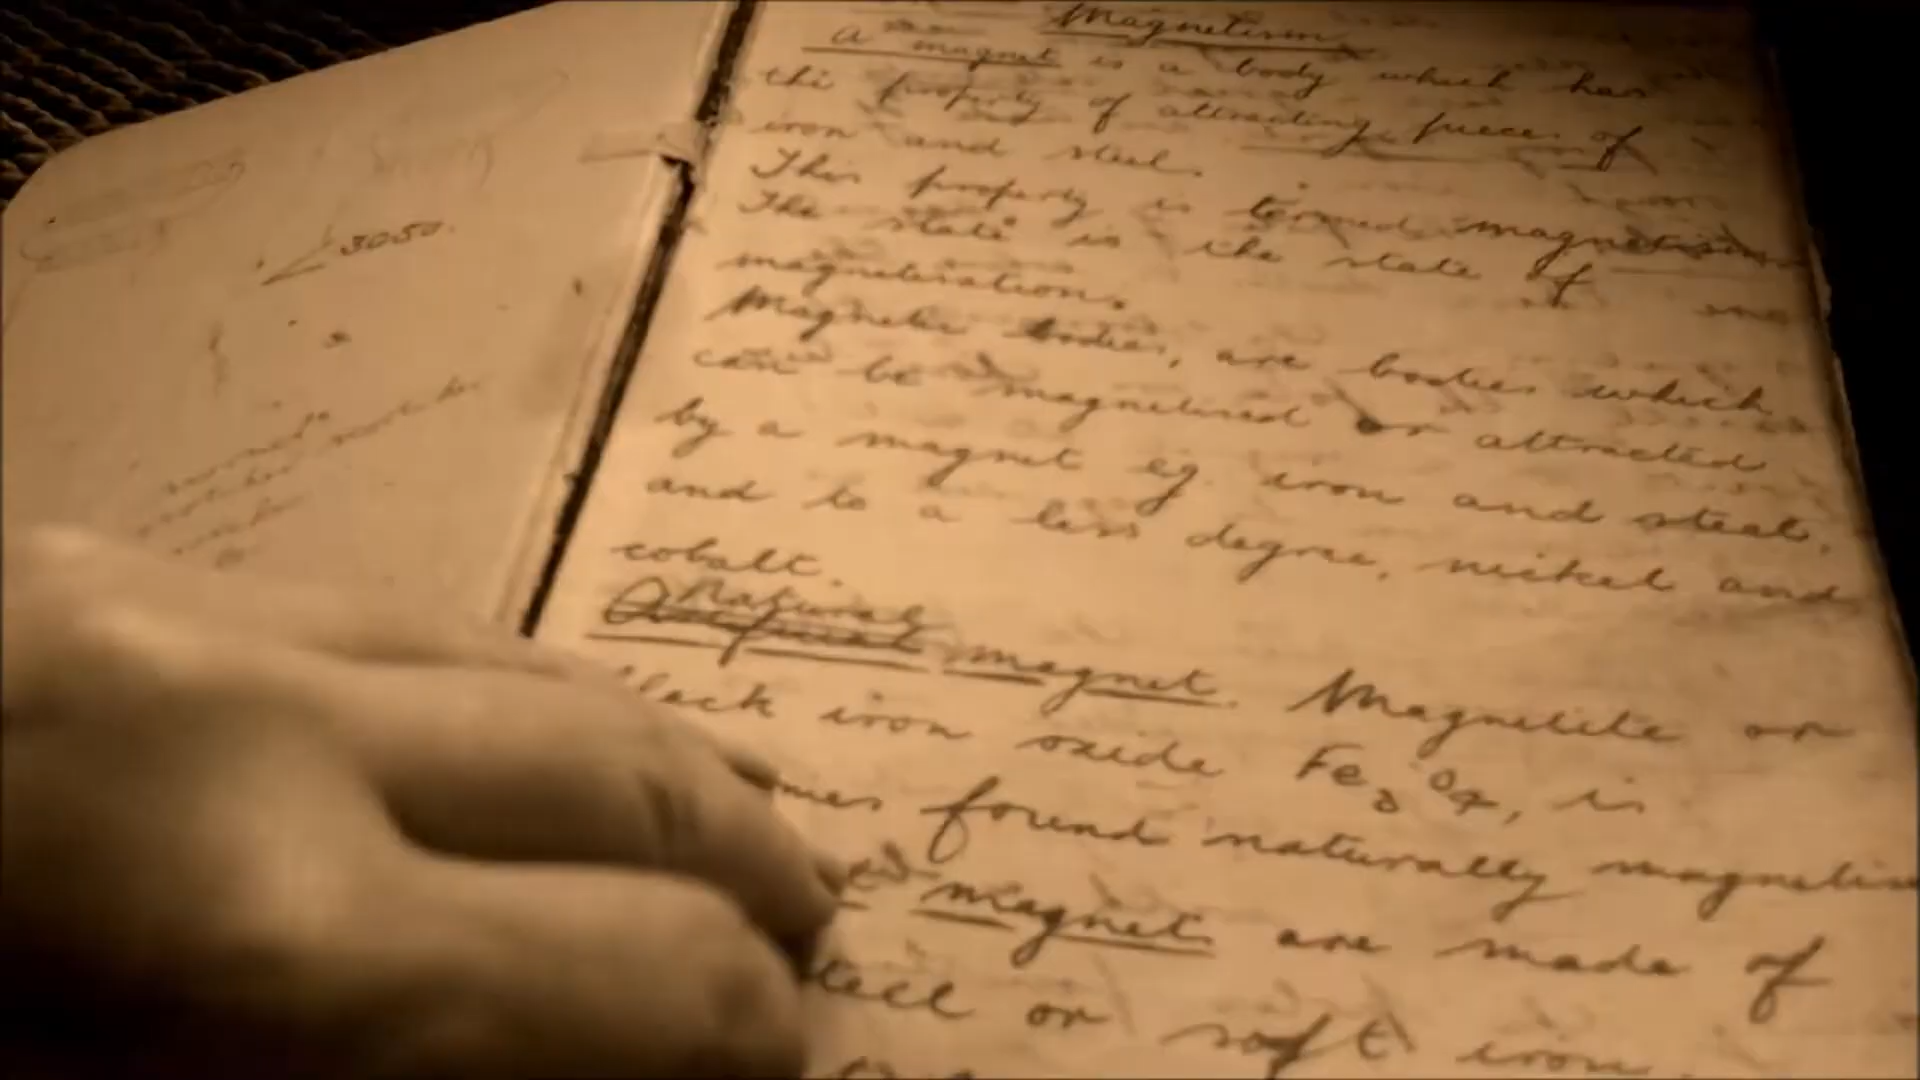 3050.
Magnetism
A magnet is a body which has
the property of attracting pieces of
iron and steel.
This property is termed magnetism
The state is the state of
magnetisation.
Magnetic bodies, are bodies which
can be magnetised or attracted
by a magnet eg. iron and steel,
and to a less degree, nickel and
cobalt.
Natural
magnet. Magnetite or
black iron oxide Fe3O4, is
found naturally
magnet are made of
steel or soft iron.